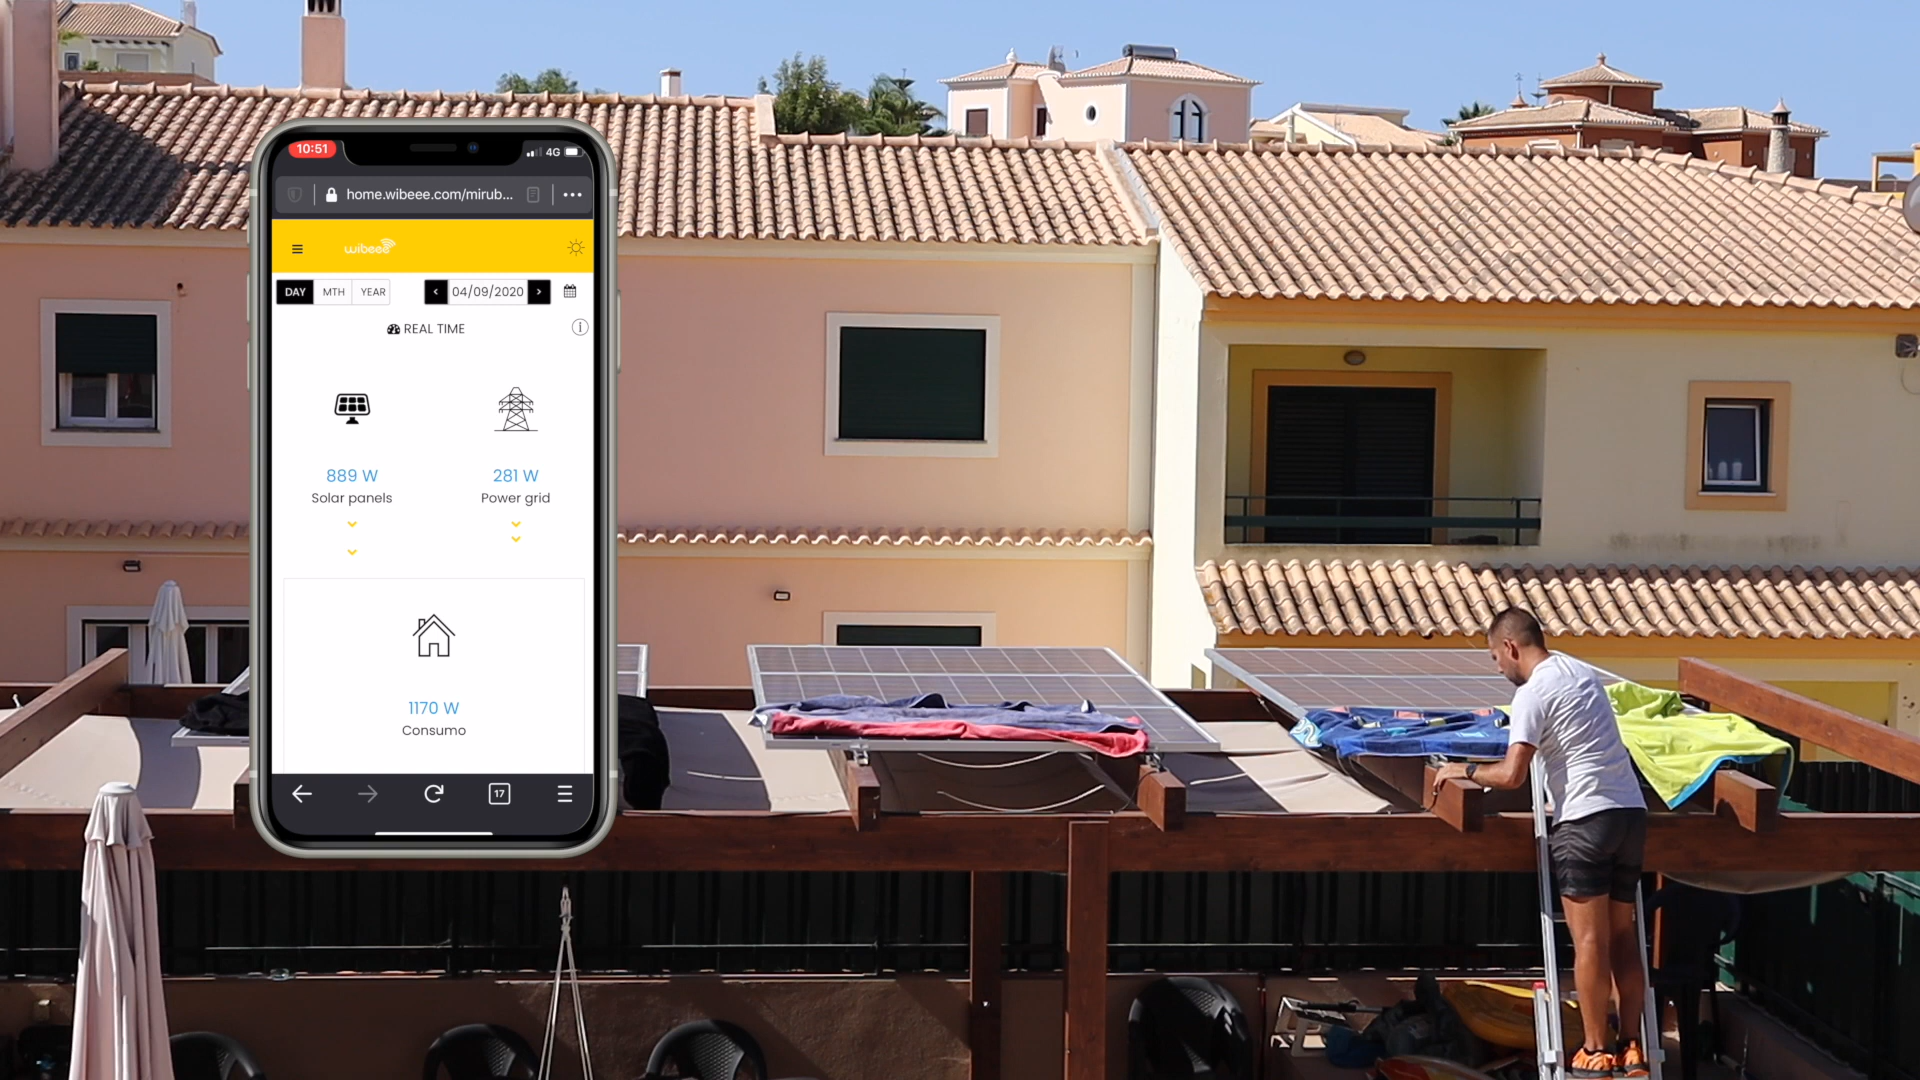 10:51
4G
home.wibeee.com/mirub...
wibeee
DAY MTH YEAR
04/09/2020
REAL TIME
889 W
281 W
Solar panels
Power grid
1170 W
Consumo
17